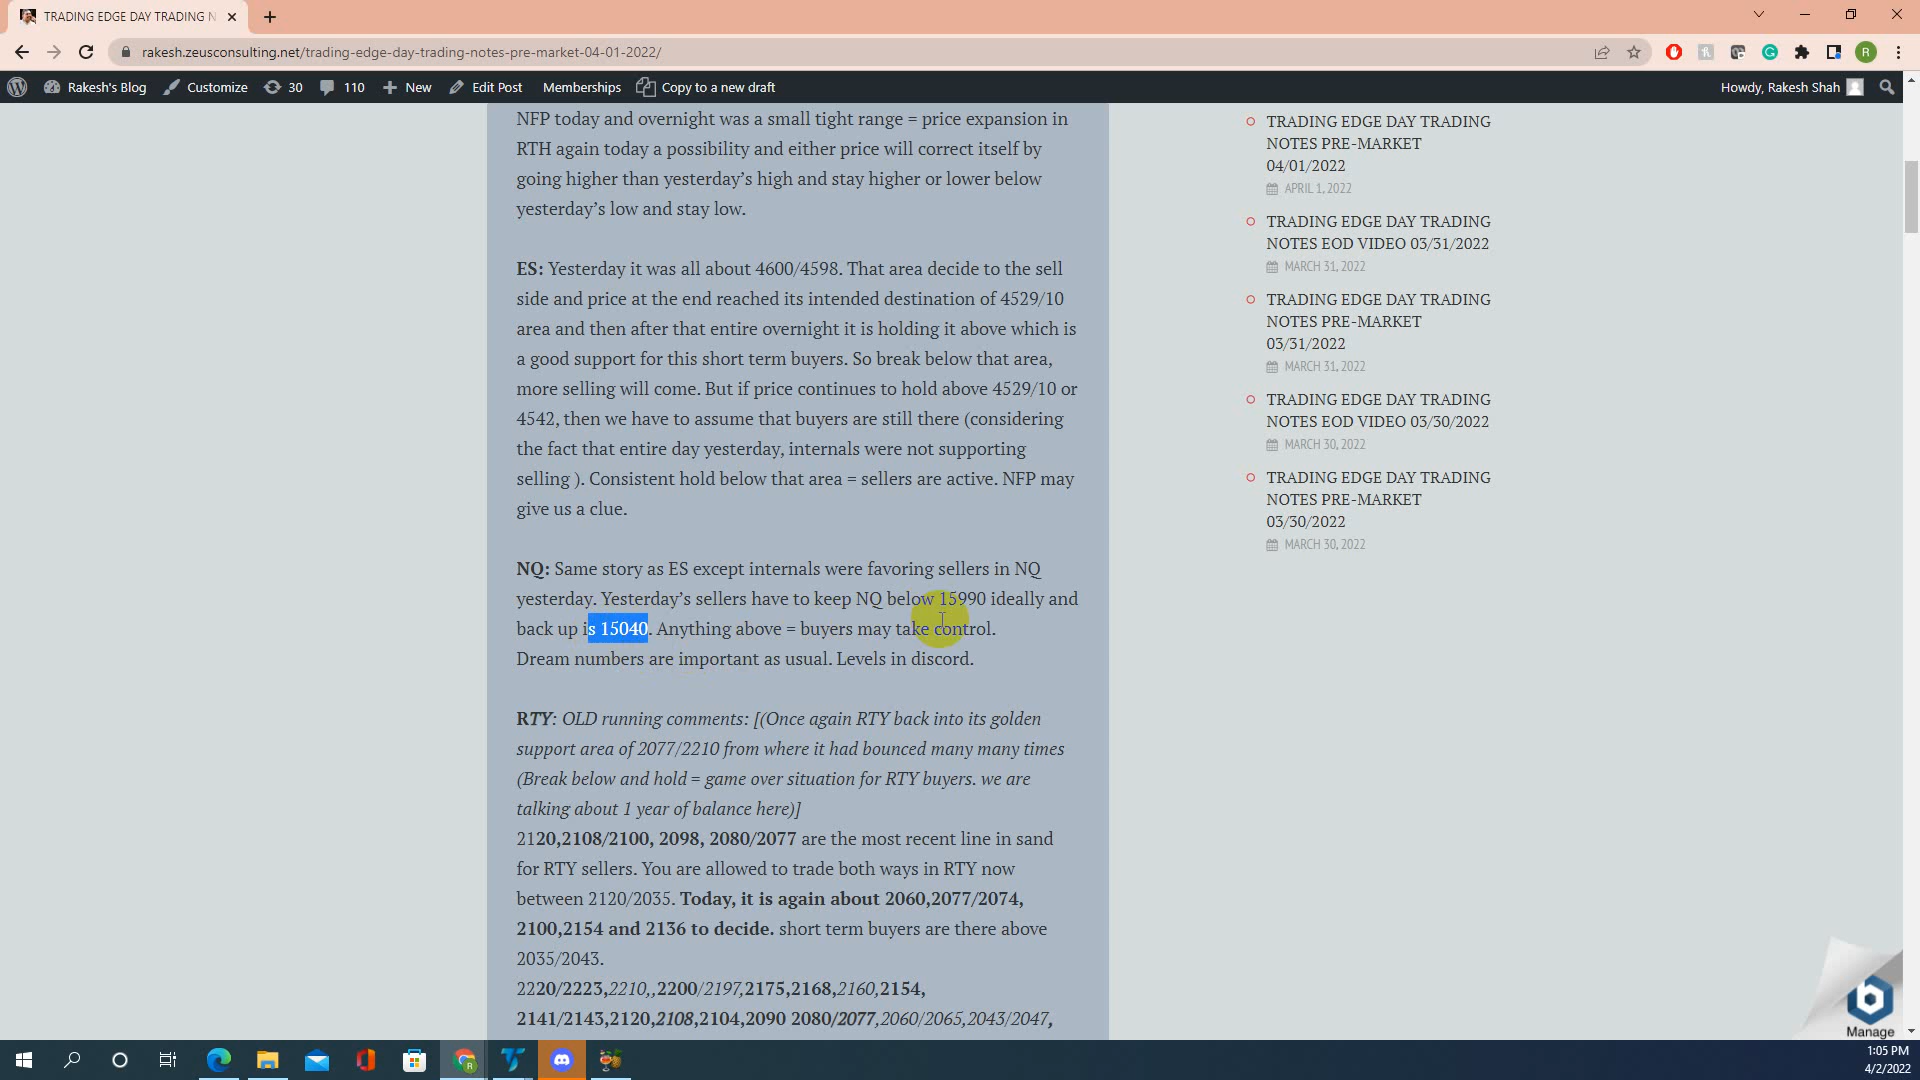 TRADING EDGE DAY TRADING N
rakesh.zeusconsulting.net/trading-edge-day-trading-notes-pre-market-04-01-2022/
R
Rakesh's Blog
Customize
30
110
New
Edit Post
Memberships
Copy to a new draft
Howdy, Rakesh Shah
NFP today and overnight was a small tight range = price expansion in
RTH again today a possibility and either price will correct itself by
going higher than yesterday’s high and stay higher or lower below
yesterday’s low and stay low.
ES: Yesterday it was all about 4600/4598. That area decide to the sell
side and price at the end reached its intended destination of 4529/10
area and then after that entire overnight it is holding it above which is
a good support for this short term buyers. So break below that area,
more selling will come. But if price continues to hold above 4529/10 or
4542, then we have to assume that buyers are still there (considering
the fact that entire day yesterday, internals were not supporting
selling ). Consistent hold below that area = sellers are active. NFP may
give us a clue.
NQ: Same story as ES except internals were favoring sellers in NQ
yesterday. Yesterday’s sellers have to keep NQ below 15990 ideally and
back up is 15040. Anything above = buyers may take control.
Dream numbers are important as usual. Levels in discord.
RTY: OLD running comments: [(Once again RTY back into its golden
support area of 2077/2210 from where it had bounced many many times
(Break below and hold = game over situation for RTY buyers. we are
talking about 1 year of balance here)]
2120,2108/2100, 2098, 2080/2077 are the most recent line in sand
for RTY sellers. You are allowed to trade both ways in RTY now
between 2120/2035. Today, it is again about 2060,2077/2074,
2100,2154 and 2136 to decide. short term buyers are there above
2035/2043.
2220/2223,2210,,2200/2197,2175,2168,2160,2154,
2141/2143,2120,2108,2104,2090 2080/2077,2060/2065,2043/2047,
TRADING EDGE DAY TRADING
NOTES PRE-MARKET
04/01/2022
APRIL 1, 2022
TRADING EDGE DAY TRADING
NOTES EOD VIDEO 03/31/2022
MARCH 31, 2022
TRADING EDGE DAY TRADING
NOTES PRE-MARKET
03/31/2022
MARCH 31, 2022
TRADING EDGE DAY TRADING
NOTES EOD VIDEO 03/30/2022
MARCH 30, 2022
TRADING EDGE DAY TRADING
NOTES PRE-MARKET
03/30/2022
MARCH 30, 2022
Manage
1:05 PM
4/2/2022